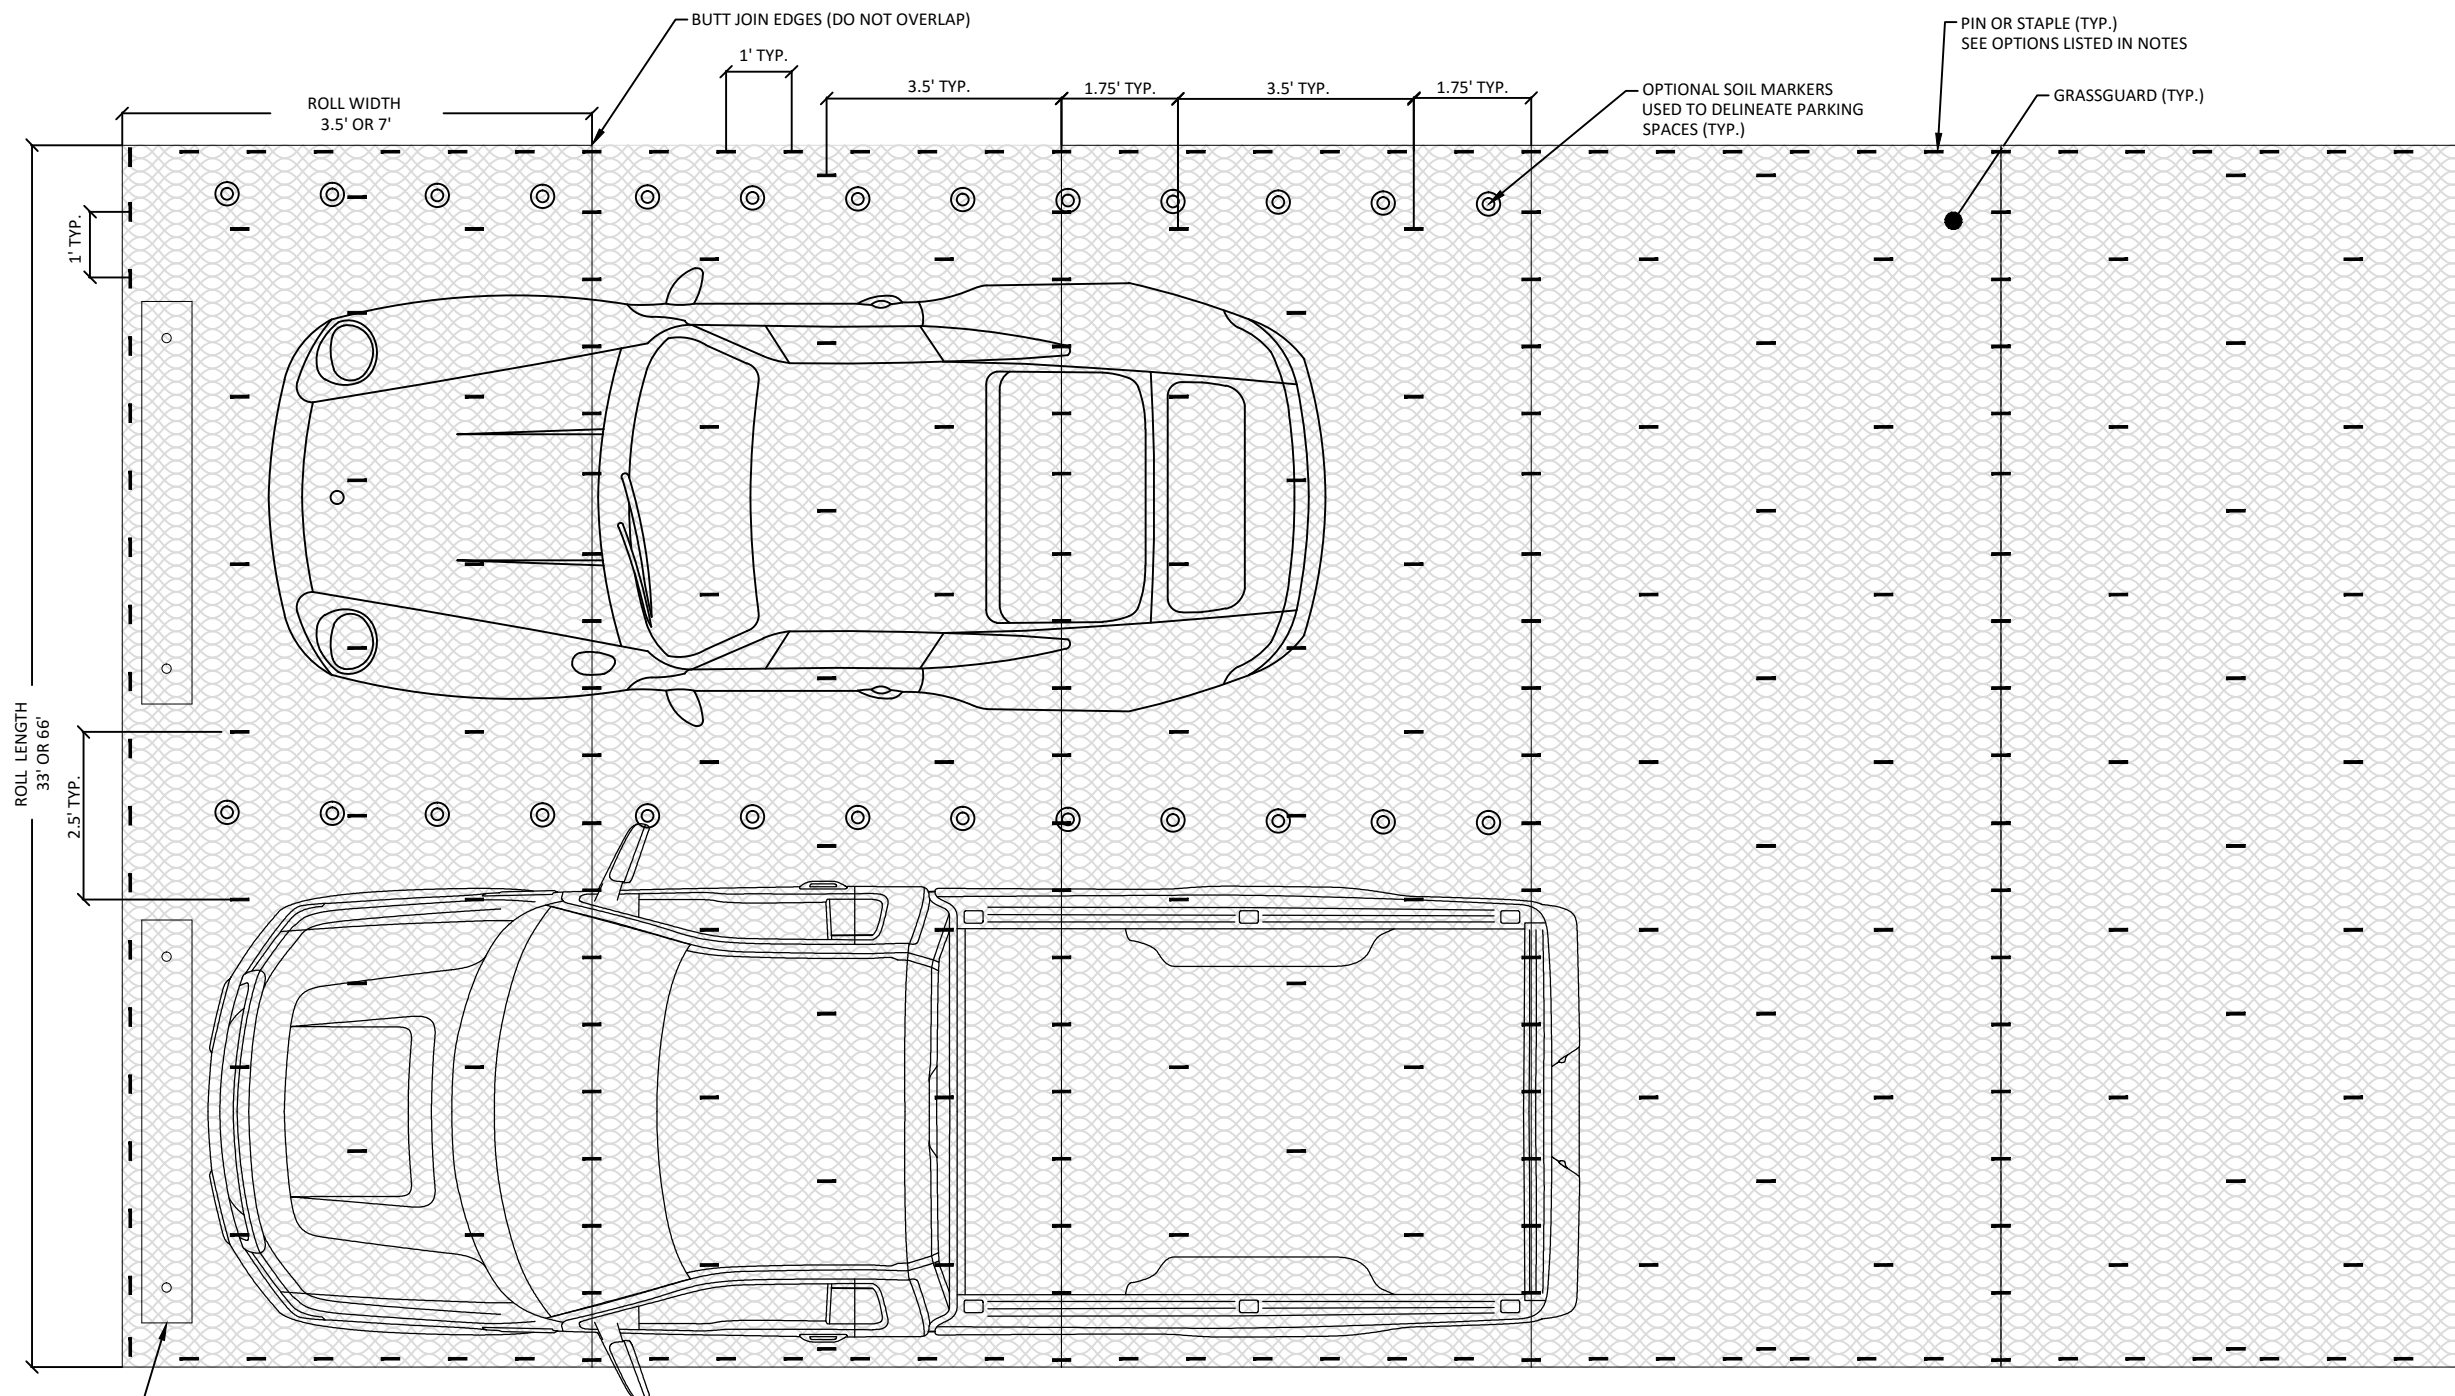 BUTT JOIN EDGES (DO NOT OVERLAP)
PIN OR STAPLE (TYP.)
SEE OPTIONS LISTED IN NOTES
1' TYP.
3.5' TYP.
1.75' TYP.
3.5' TYP.
1.75' TYP.
OPTIONAL SOIL MARKERS
USED TO DELINEATE PARKING
SPACES (TYP.)
GRASSGUARD (TYP.)
ROLL WIDTH
3.5' OR 7'
1' TYP.
ROLL LENGTH
33' OR 66'
2.5' TYP.